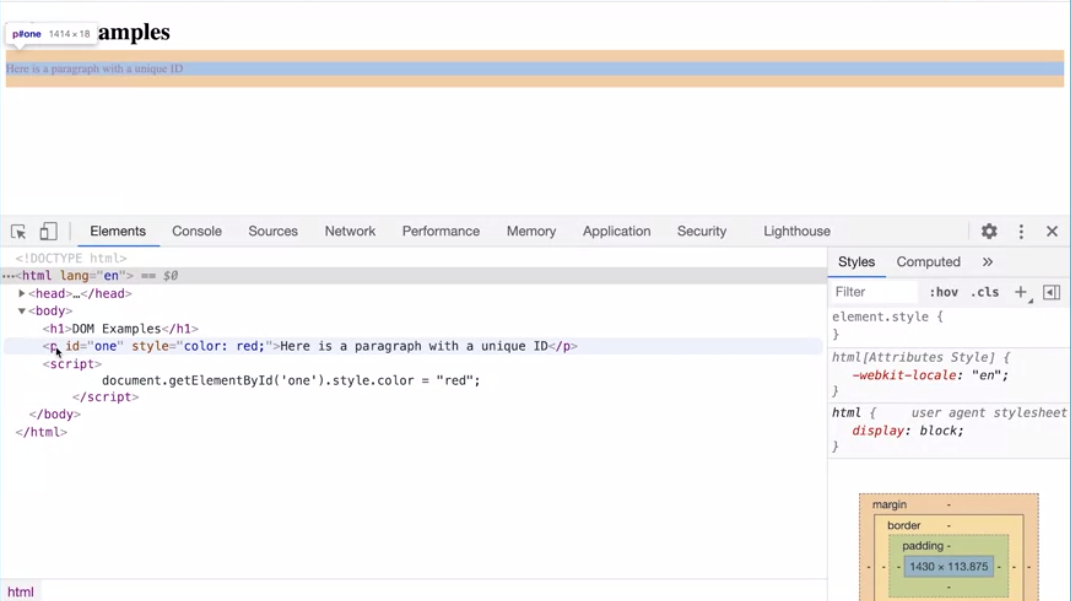 p#one 1414 × 18
amples
Here is a paragraph with a unique ID
Elements Console Sources Network Performance Memory Application Security Lighthouse
<!DOCTYPE html>
…<html lang="en"> == $0
▶<head>…</head>
▼<body>
<h1>DOM Examples</h1>
<p id="one" style="color: red;">Here is a paragraph with a unique ID</p>
<script>
document.getElementById('one').style.color = "red";
</script>
</body>
</html>
html
Styles Computed »
Filter :hov .cls +
element.style {
}
html[Attributes Style] {
-webkit-locale: "en";
}
html { user agent stylesheet
display: block;
}
margin -
border -
padding -
- - - 1430 × 113.875 - - -
-